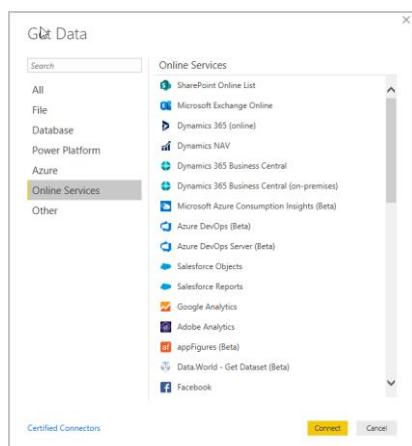 Get Data
Search
All
File
Database
Power Platform
Azure
Online Services
Other
Online Services
SharePoint Online List
Microsoft Exchange Online
Dynamics 365 (online)
Dynamics NAV
Dynamics 365 Business Central
Dynamics 365 Business Central (on-premises)
Microsoft Azure Consumption Insights (Beta)
Azure DevOps (Beta)
Azure DevOps Server (Beta)
Salesforce Objects
Salesforce Reports
Google Analytics
Adobe Analytics
appFigures (Beta)
Data.World - Get Dataset (Beta)
Facebook
Certified Connectors
Connect
Cancel